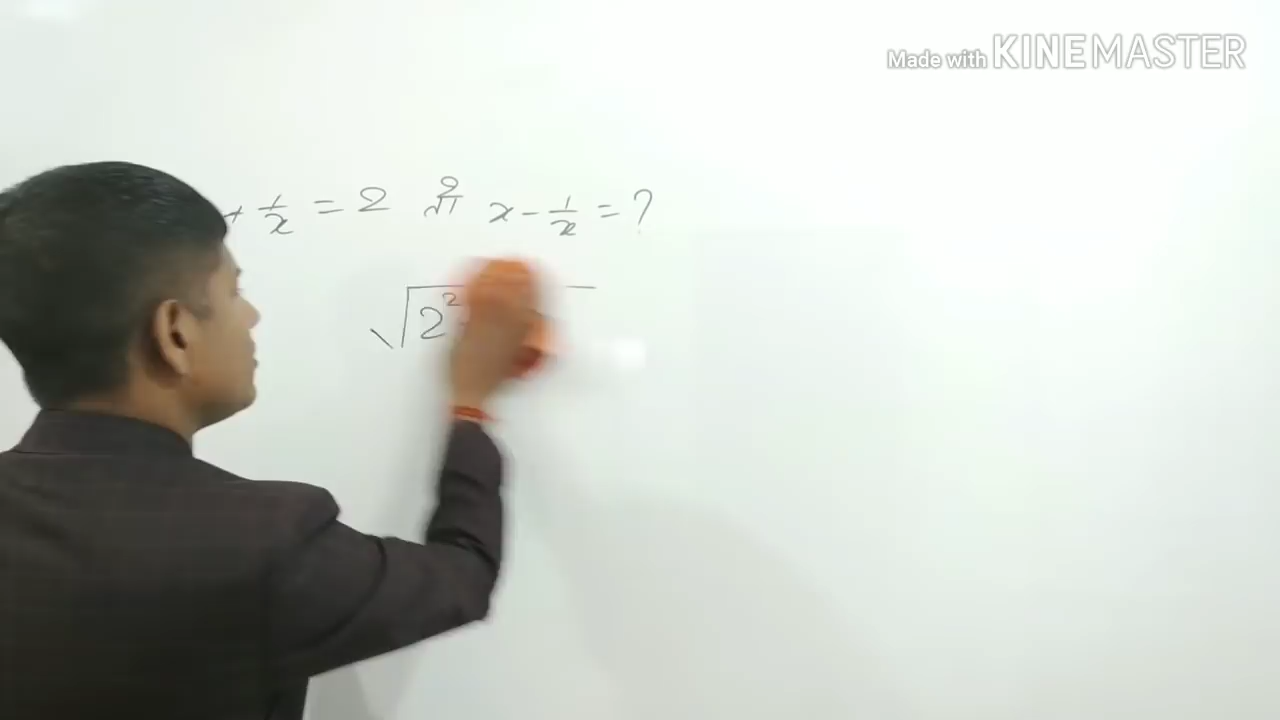 Made with KINEMASTER
+ 1/x = 2 तो x - 1/x = ?
√2²